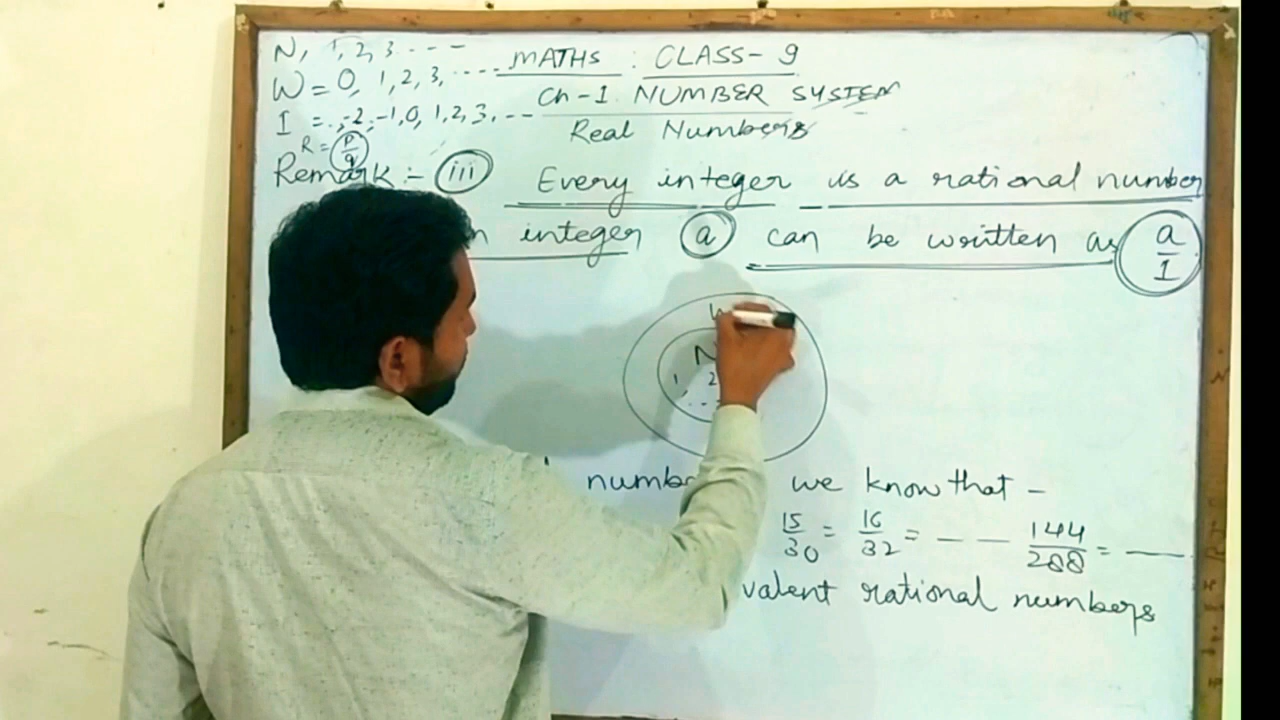 N, 1, 2, 3 - - - -
W = 0, 1, 2, 3, - - - -
I = . , -2, -1, 0, 1, 2, 3, - - -
R = p/q
MATHS : CLASS - 9
Ch - 1. NUMBER SYSTEM
Real Numbers
Remark :- (iii) Every integer is a rational number
integer (a) can be written as a/1
W
N
1, 2
we know that -
15/30 = 16/32 = - - 144/288 = -
rational numbers